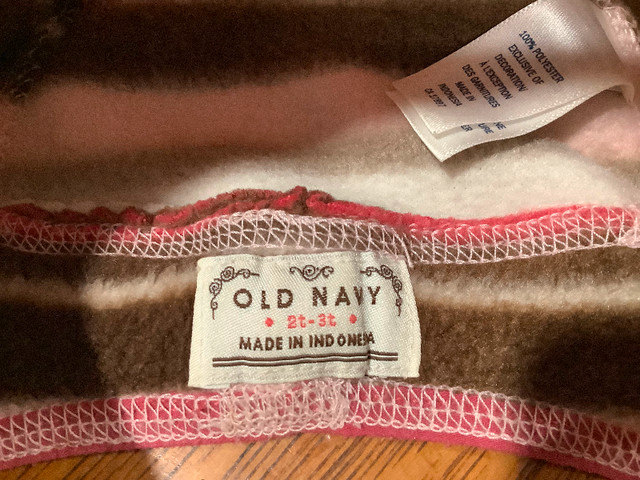 100% POLYESTER
EXCLUSIVE OF
DECORATION/
À L'EXCEPTION
DES GARNITURES
MADE IN
INDONESIA
OLD NAVY
2t-3t
MADE IN INDONESIA